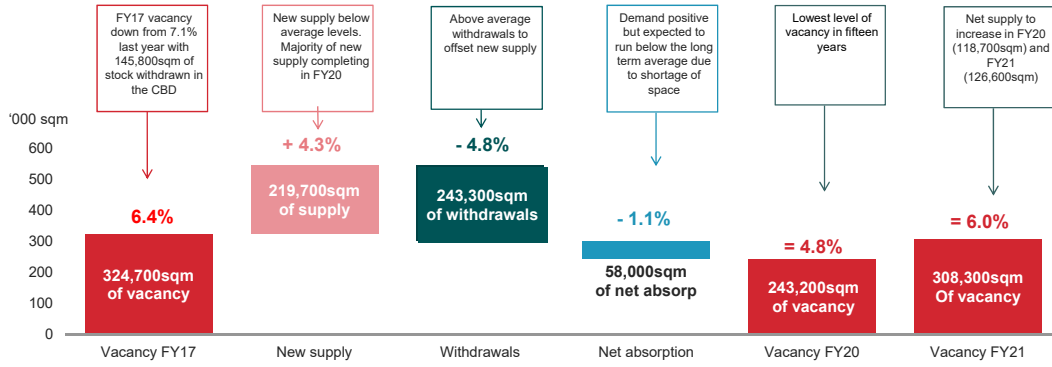 FY17 vacancy
down from 7.1%
last year with
145,800sqm of
stock withdrawn in
the CBD
New supply below
average levels.
Majority of new
supply completing
in FY20
Above average
withdrawals to
offset new supply
Demand positive
but expected to
run below the long
term average due
to shortage of
space
Lowest level of
vacancy in fifteen
years
Net supply to
increase in FY20
(118,700sqm) and
FY21
(126,600sqm)
‘000 sqm
600
500
400
300
200
100
0
6.4%
324,700sqm
of vacancy
+ 4.3%
219,700sqm
of supply
- 4.8%
243,300sqm
of withdrawals
- 1.1%
58,000sqm
of net absorp
= 4.8%
243,200sqm
of vacancy
= 6.0%
308,300sqm
Of vacancy
Vacancy FY17
New supply
Withdrawals
Net absorption
Vacancy FY20
Vacancy FY21